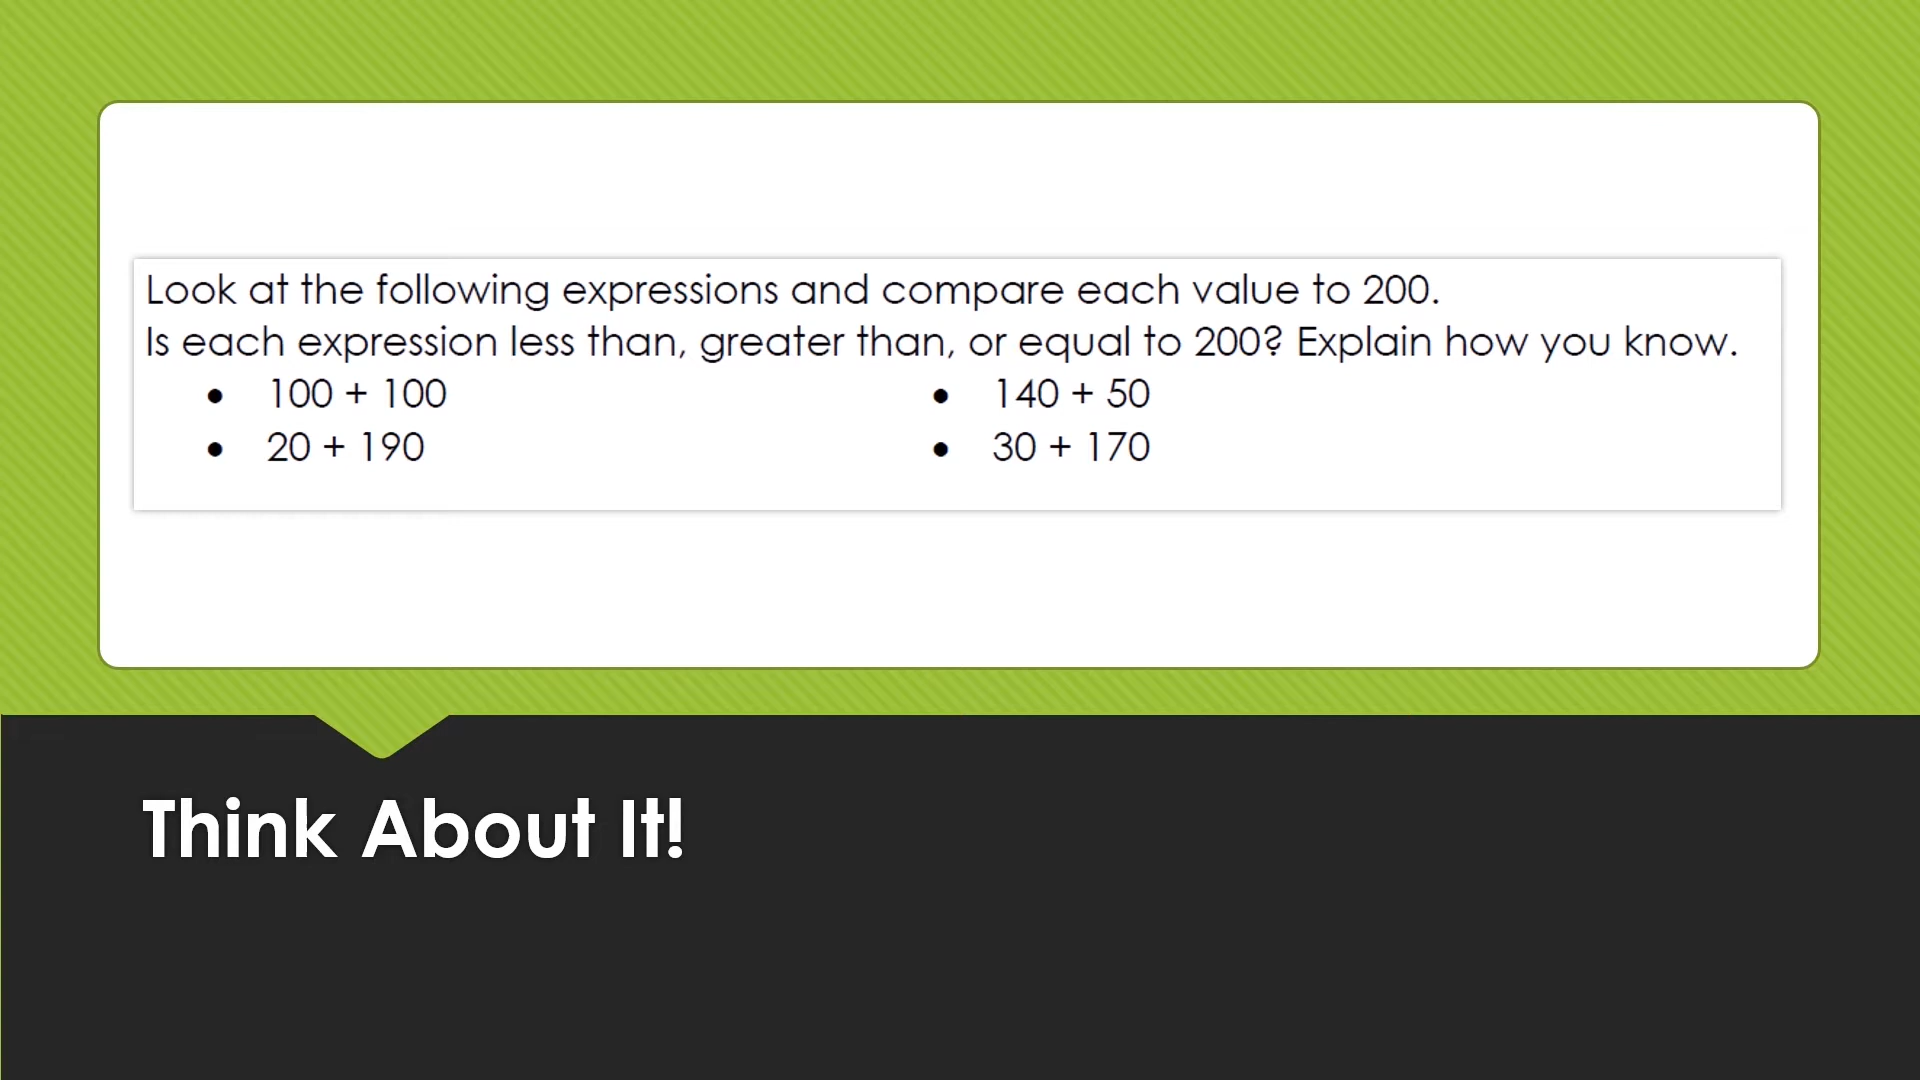 Look at the following expressions and compare each value to 200.
Is each expression less than, greater than, or equal to 200? Explain how you know.
• 100 + 100
• 20 + 190
• 140 + 50
• 30 + 170
Think About It!